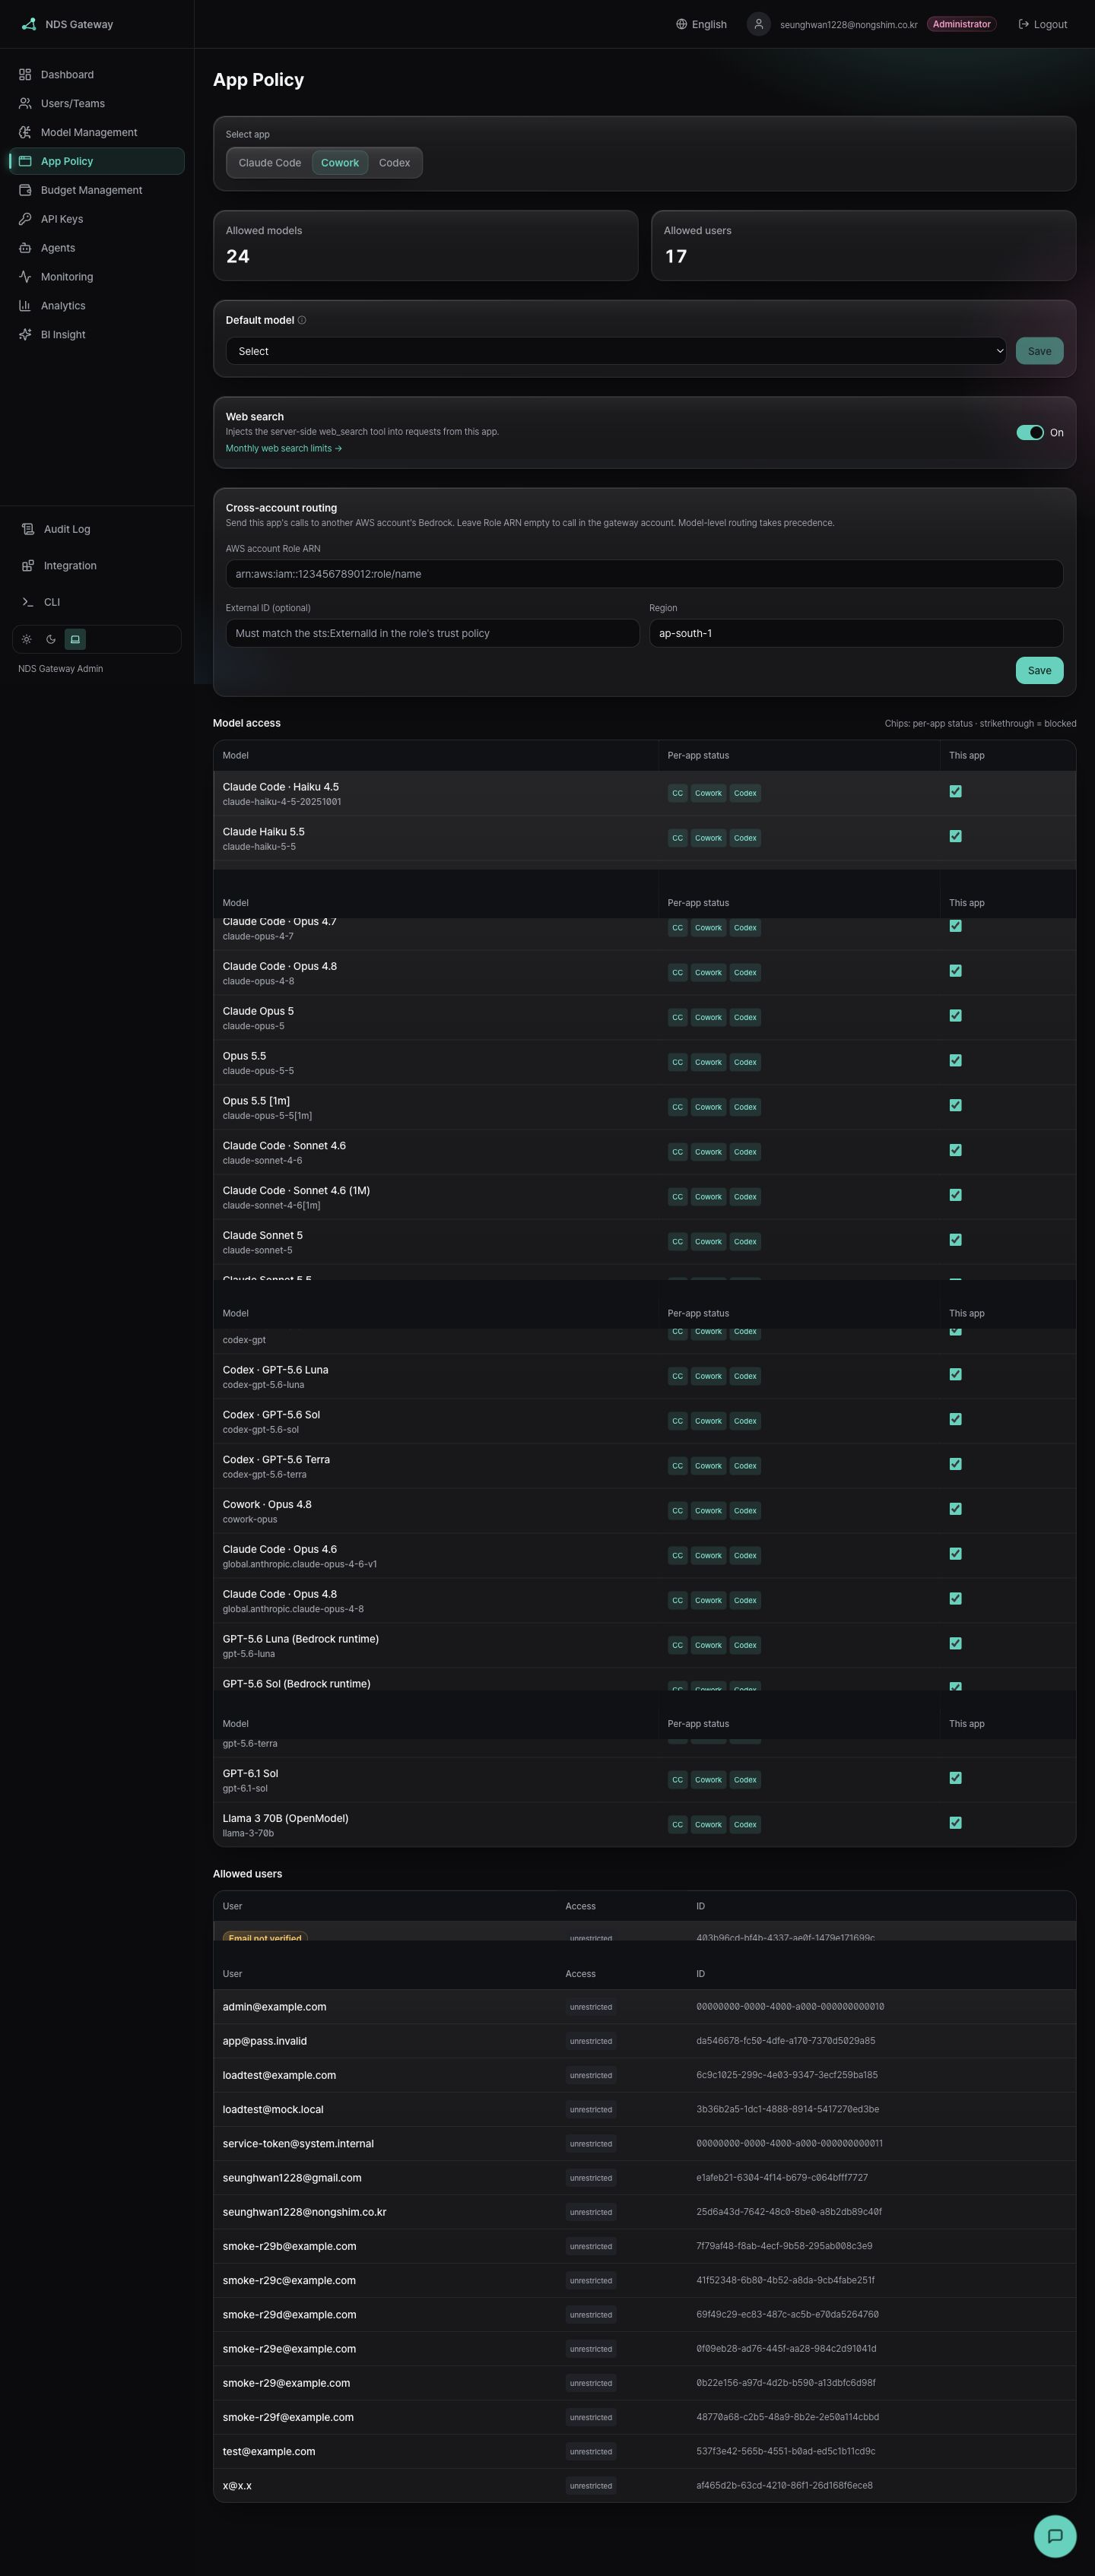 NDS Gateway
English
seunghwan1228@nongshim.co.kr
Administrator
Logout
Dashboard
Users/Teams
Model Management
App Policy
Budget Management
API Keys
Agents
Monitoring
Analytics
BI Insight
Audit Log
Integration
CLI
NDS Gateway Admin
App Policy
Select app
Claude Code
Cowork
Codex
Allowed models
24
Allowed users
17
Default model
Select
Save
Web search
Injects the server-side web_search tool into requests from this app.
Monthly web search limits →
On
Cross-account routing
Send this app's calls to another AWS account's Bedrock. Leave Role ARN empty to call in the gateway account. Model-level routing takes precedence.
AWS account Role ARN
arn:aws:iam::123456789012:role/name
External ID (optional)
Region
Must match the sts:ExternalId in the role's trust policy
ap-south-1
Save
Model access
Chips: per-app status · strikethrough = blocked
Model Per-app status This app
Claude Code · Haiku 4.5
claude-haiku-4-5-20251001
CC Cowork Codex
Claude Haiku 5.5
claude-haiku-5-5
CC Cowork Codex
Model Per-app status This app
Claude Code · Opus 4.7
claude-opus-4-7
CC Cowork Codex
Claude Code · Opus 4.8
claude-opus-4-8
CC Cowork Codex
Claude Opus 5
claude-opus-5
CC Cowork Codex
Opus 5.5
claude-opus-5-5
CC Cowork Codex
Opus 5.5 [1m]
claude-opus-5-5[1m]
CC Cowork Codex
Claude Code · Sonnet 4.6
claude-sonnet-4-6
CC Cowork Codex
Claude Code · Sonnet 4.6 (1M)
claude-sonnet-4-6[1m]
CC Cowork Codex
Claude Sonnet 5
claude-sonnet-5
CC Cowork Codex
Claude Sonnet 5.5
Model Per-app status This app
codex-gpt
CC Cowork Codex
Codex · GPT-5.6 Luna
codex-gpt-5.6-luna
CC Cowork Codex
Codex · GPT-5.6 Sol
codex-gpt-5.6-sol
CC Cowork Codex
Codex · GPT-5.6 Terra
codex-gpt-5.6-terra
CC Cowork Codex
Cowork · Opus 4.8
cowork-opus
CC Cowork Codex
Claude Code · Opus 4.6
global.anthropic.claude-opus-4-6-v1
CC Cowork Codex
Claude Code · Opus 4.8
global.anthropic.claude-opus-4-8
CC Cowork Codex
GPT-5.6 Luna (Bedrock runtime)
gpt-5.6-luna
CC Cowork Codex
GPT-5.6 Sol (Bedrock runtime)
CC Cowork Codex
Model Per-app status This app
gpt-5.6-terra
GPT-6.1 Sol
gpt-6.1-sol
CC Cowork Codex
Llama 3 70B (OpenModel)
llama-3-70b
CC Cowork Codex
Allowed users
User Access ID
Email not verified unrestricted 403b96cd-bf4b-4337-ae0f-1479e171699c
User Access ID
admin@example.com unrestricted 00000000-0000-4000-a000-000000000010
app@pass.invalid unrestricted da546678-fc50-4dfe-a170-7370d5029a85
loadtest@example.com unrestricted 6c9c1025-299c-4e03-9347-3ecf259ba185
loadtest@mock.local unrestricted 3b36b2a5-1dc1-4888-8914-5417270ed3be
service-token@system.internal unrestricted 00000000-0000-4000-a000-000000000011
seunghwan1228@gmail.com unrestricted e1afeb21-6304-4f14-b679-c064bfff7727
seunghwan1228@nongshim.co.kr unrestricted 25d6a43d-7642-48c0-8be0-a8b2db89c40f
smoke-r29b@example.com unrestricted 7f79af48-f8ab-4ecf-9b58-295ab008c3e9
smoke-r29c@example.com unrestricted 41f52348-6b80-4b52-a8da-9cb4fabe251f
smoke-r29d@example.com unrestricted 69f49c29-ec83-487c-ac5b-e70da5264760
smoke-r29e@example.com unrestricted 0f09eb28-ad76-445f-aa28-984c2d91041d
smoke-r29@example.com unrestricted 0b22e156-a97d-4d2b-b590-a13dbfc6d98f
smoke-r29f@example.com unrestricted 48770a68-c2b5-48a9-8b2e-2e50a114cbbd
test@example.com unrestricted 537f3e42-565b-4551-b0ad-ed5c1b11cd9c
x@x.x unrestricted af465d2b-63cd-4210-86f1-26d168f6ece8